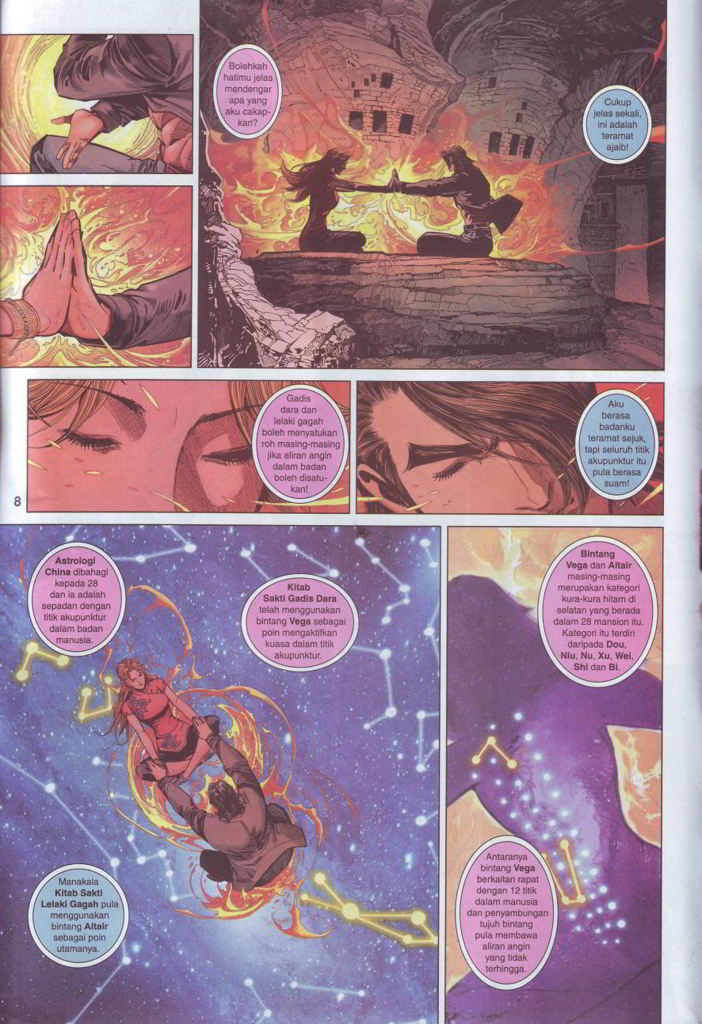 Bolehkah
hatimu jelas
mendengar
apa yang
aku cakap-
kan?
Cukup
jelas sekali,
ini adalah
teramat
ajaib!
Gadis
dara dan
lelaki gagah
boleh menyatukan
roh masing-masing
jika aliran angin
dalam badan
boleh disatu-
kan!
Aku
berasa
badanku
teramat sejuk,
tapi seluruh titik
akupunktur itu
pula berasa
suam!
8
Astrologi
China dibahagi
kepada 28
dan ia adalah
sepadan dengan
titik akupunktur
dalam badan
manusia.
Kitab
Sakti Gadis Dara
telah menggunakan
bintang Vega sebagai
poin mengaktifkan
kuasa dalam titik
akupunktur.
Manakala
Kitab Sakti
Lelaki Gagah pula
menggunakan
bintang Altair
sebagai poin
utamanya.
Bintang
Vega dan Altair
masing-masing
merupakan kategori
kura-kura hitam di
selatan yang berada
dalam 28 mansion itu.
Kategori itu terdiri
daripada Dou,
Niu, Nu, Xu, Wei,
Shi dan Bi.
Antaranya
bintang Vega
berkaitan rapat
dengan 12 titik
dalam manusia
dan penyambungan
tujuh bintang
pula membawa
aliran angin
yang tidak
terhingga.